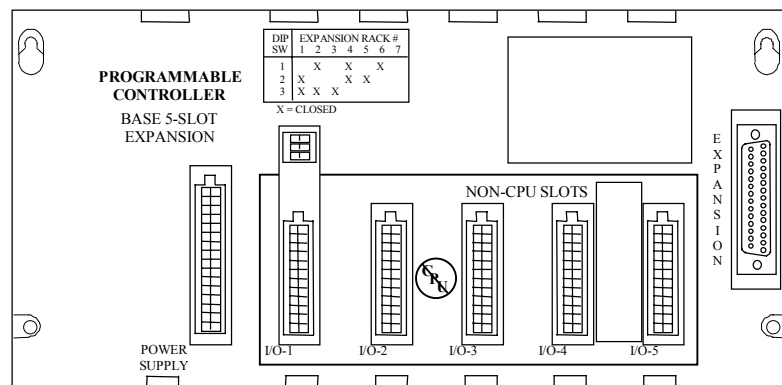 DIP EXPANSION RACK #
SW 1 2 3 4 5 6 7
1 X X X
2 X X X
3 X X X
X = CLOSED
PROGRAMMABLE
CONTROLLER
BASE 5-SLOT
EXPANSION
EXPANSION
NON-CPU SLOTS
CPU
I/O-1 I/O-2 I/O-3 I/O-4 I/O-5
POWER
SUPPLY